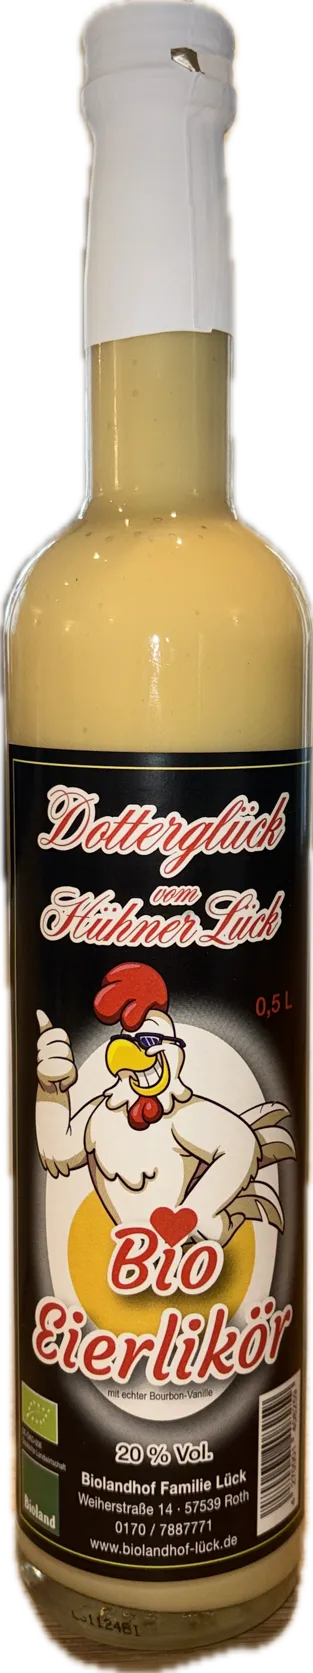 Dotterglück
vom
Hühner Lück
0,5 L
Bio
Eierlikör
mit echter Bourbon-Vanille
20 % Vol.
Biolandhof Familie Lück
Weiherstraße 14 · 57539 Roth
0170 / 7887771
www.biolandhof-lück.de
Bioland